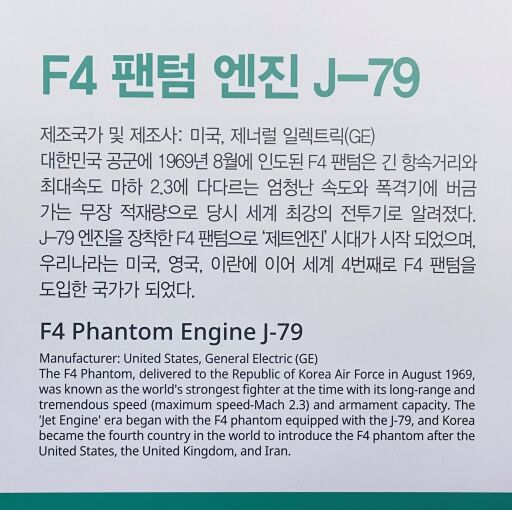 F4 팬텀 엔진 J-79
제조국가 및 제조사: 미국, 제너럴 일렉트릭(GE)
대한민국 공군에 1969년 8월에 인도된 F4 팬텀은 긴 항속거리와
최대속도 마하 2.3에 다다르는 엄청난 속도와 폭격기에 버금
가는 무장 적재량으로 당시 세계 최강의 전투기로 알려졌다.
J-79 엔진을 장착한 F4 팬텀으로 '제트엔진' 시대가 시작 되었으며,
우리나라는 미국, 영국, 이란에 이어 세계 4번째로 F4 팬텀을
도입한 국가가 되었다.
F4 Phantom Engine J-79
Manufacturer: United States, General Electric (GE)
The F4 Phantom, delivered to the Republic of Korea Air Force in August 1969,
was known as the world's strongest fighter at the time with its long-range and
tremendous speed (maximum speed-Mach 2.3) and armament capacity. The
'Jet Engine' era began with the F4 phantom equipped with the J-79, and Korea
became the fourth country in the world to introduce the F4 phantom after the
United States, the United Kingdom, and Iran.